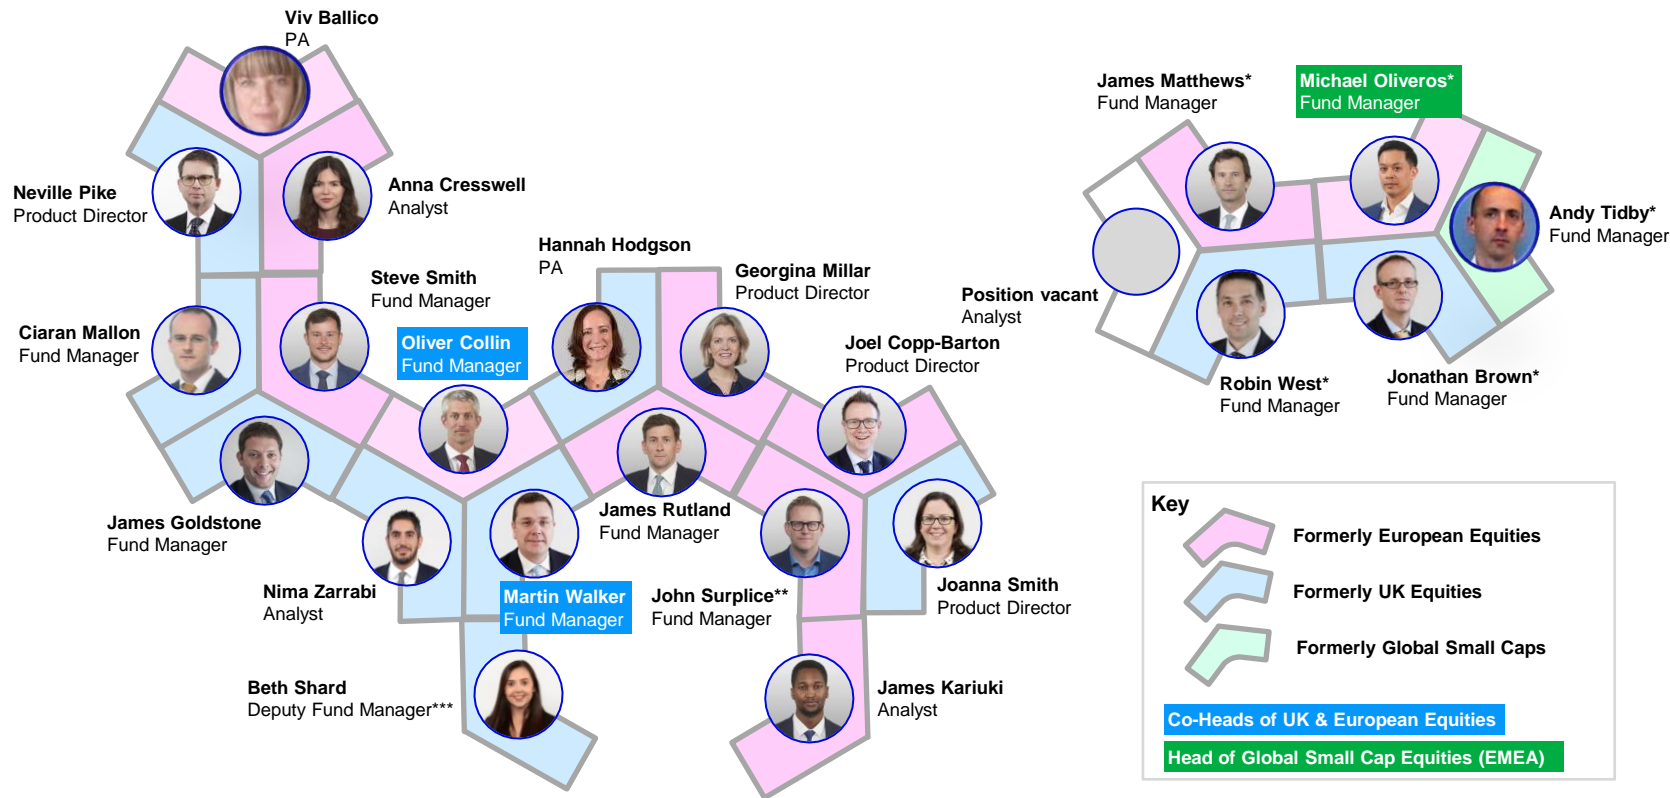 Viv Ballico
PA
Neville Pike
Product Director
Anna Cresswell
Analyst
Ciaran Mallon
Fund Manager
Steve Smith
Fund Manager
Oliver Collin
Fund Manager
Hannah Hodgson
PA
Georgina Millar
Product Director
Joel Copp-Barton
Product Director
James Goldstone
Fund Manager
Nima Zarrabi
Analyst
Martin Walker
Fund Manager
James Rutland
Fund Manager
John Surplice**
Fund Manager
Joanna Smith
Product Director
Beth Shard
Deputy Fund Manager***
James Kariuki
Analyst
James Matthews*
Fund Manager
Michael Oliveros*
Fund Manager
Andy Tidby*
Fund Manager
Position vacant
Analyst
Robin West*
Fund Manager
Jonathan Brown*
Fund Manager
Key
Formerly European Equities
Formerly UK Equities
Formerly Global Small Caps
Co-Heads of UK & European Equities
Head of Global Small Cap Equities (EMEA)